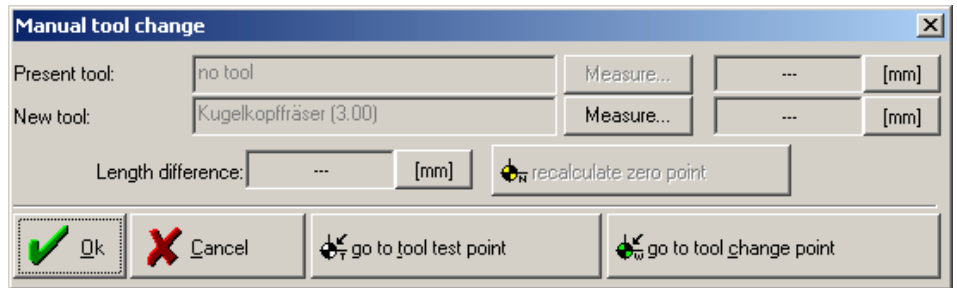 Manual tool change
Present tool: no tool Measure... --- [mm]
New tool: Kugelkopffräser (3.00) Measure... --- [mm]
Length difference: --- [mm] N recalculate zero point
Ok Cancel T go to tool test point W go to tool change point